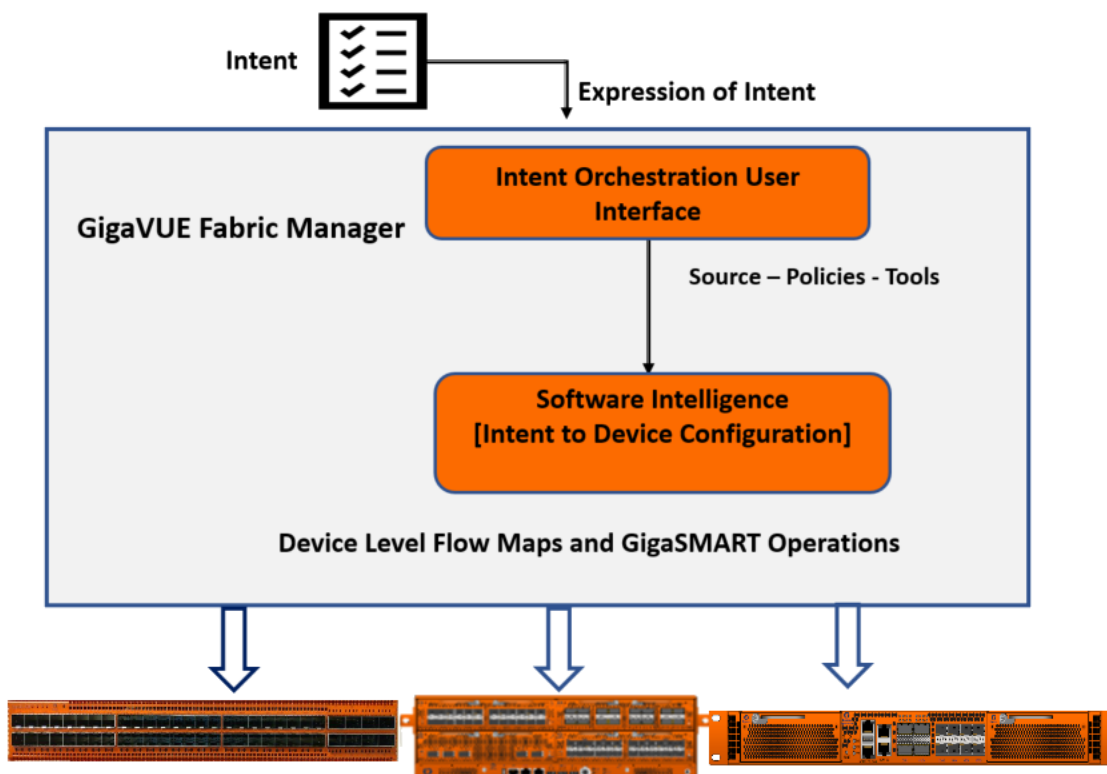 Intent
Expression of Intent
Intent Orchestration User
Interface
GigaVUE Fabric Manager
Source – Policies - Tools
Software Intelligence
[Intent to Device Configuration]
Device Level Flow Maps and GigaSMART Operations